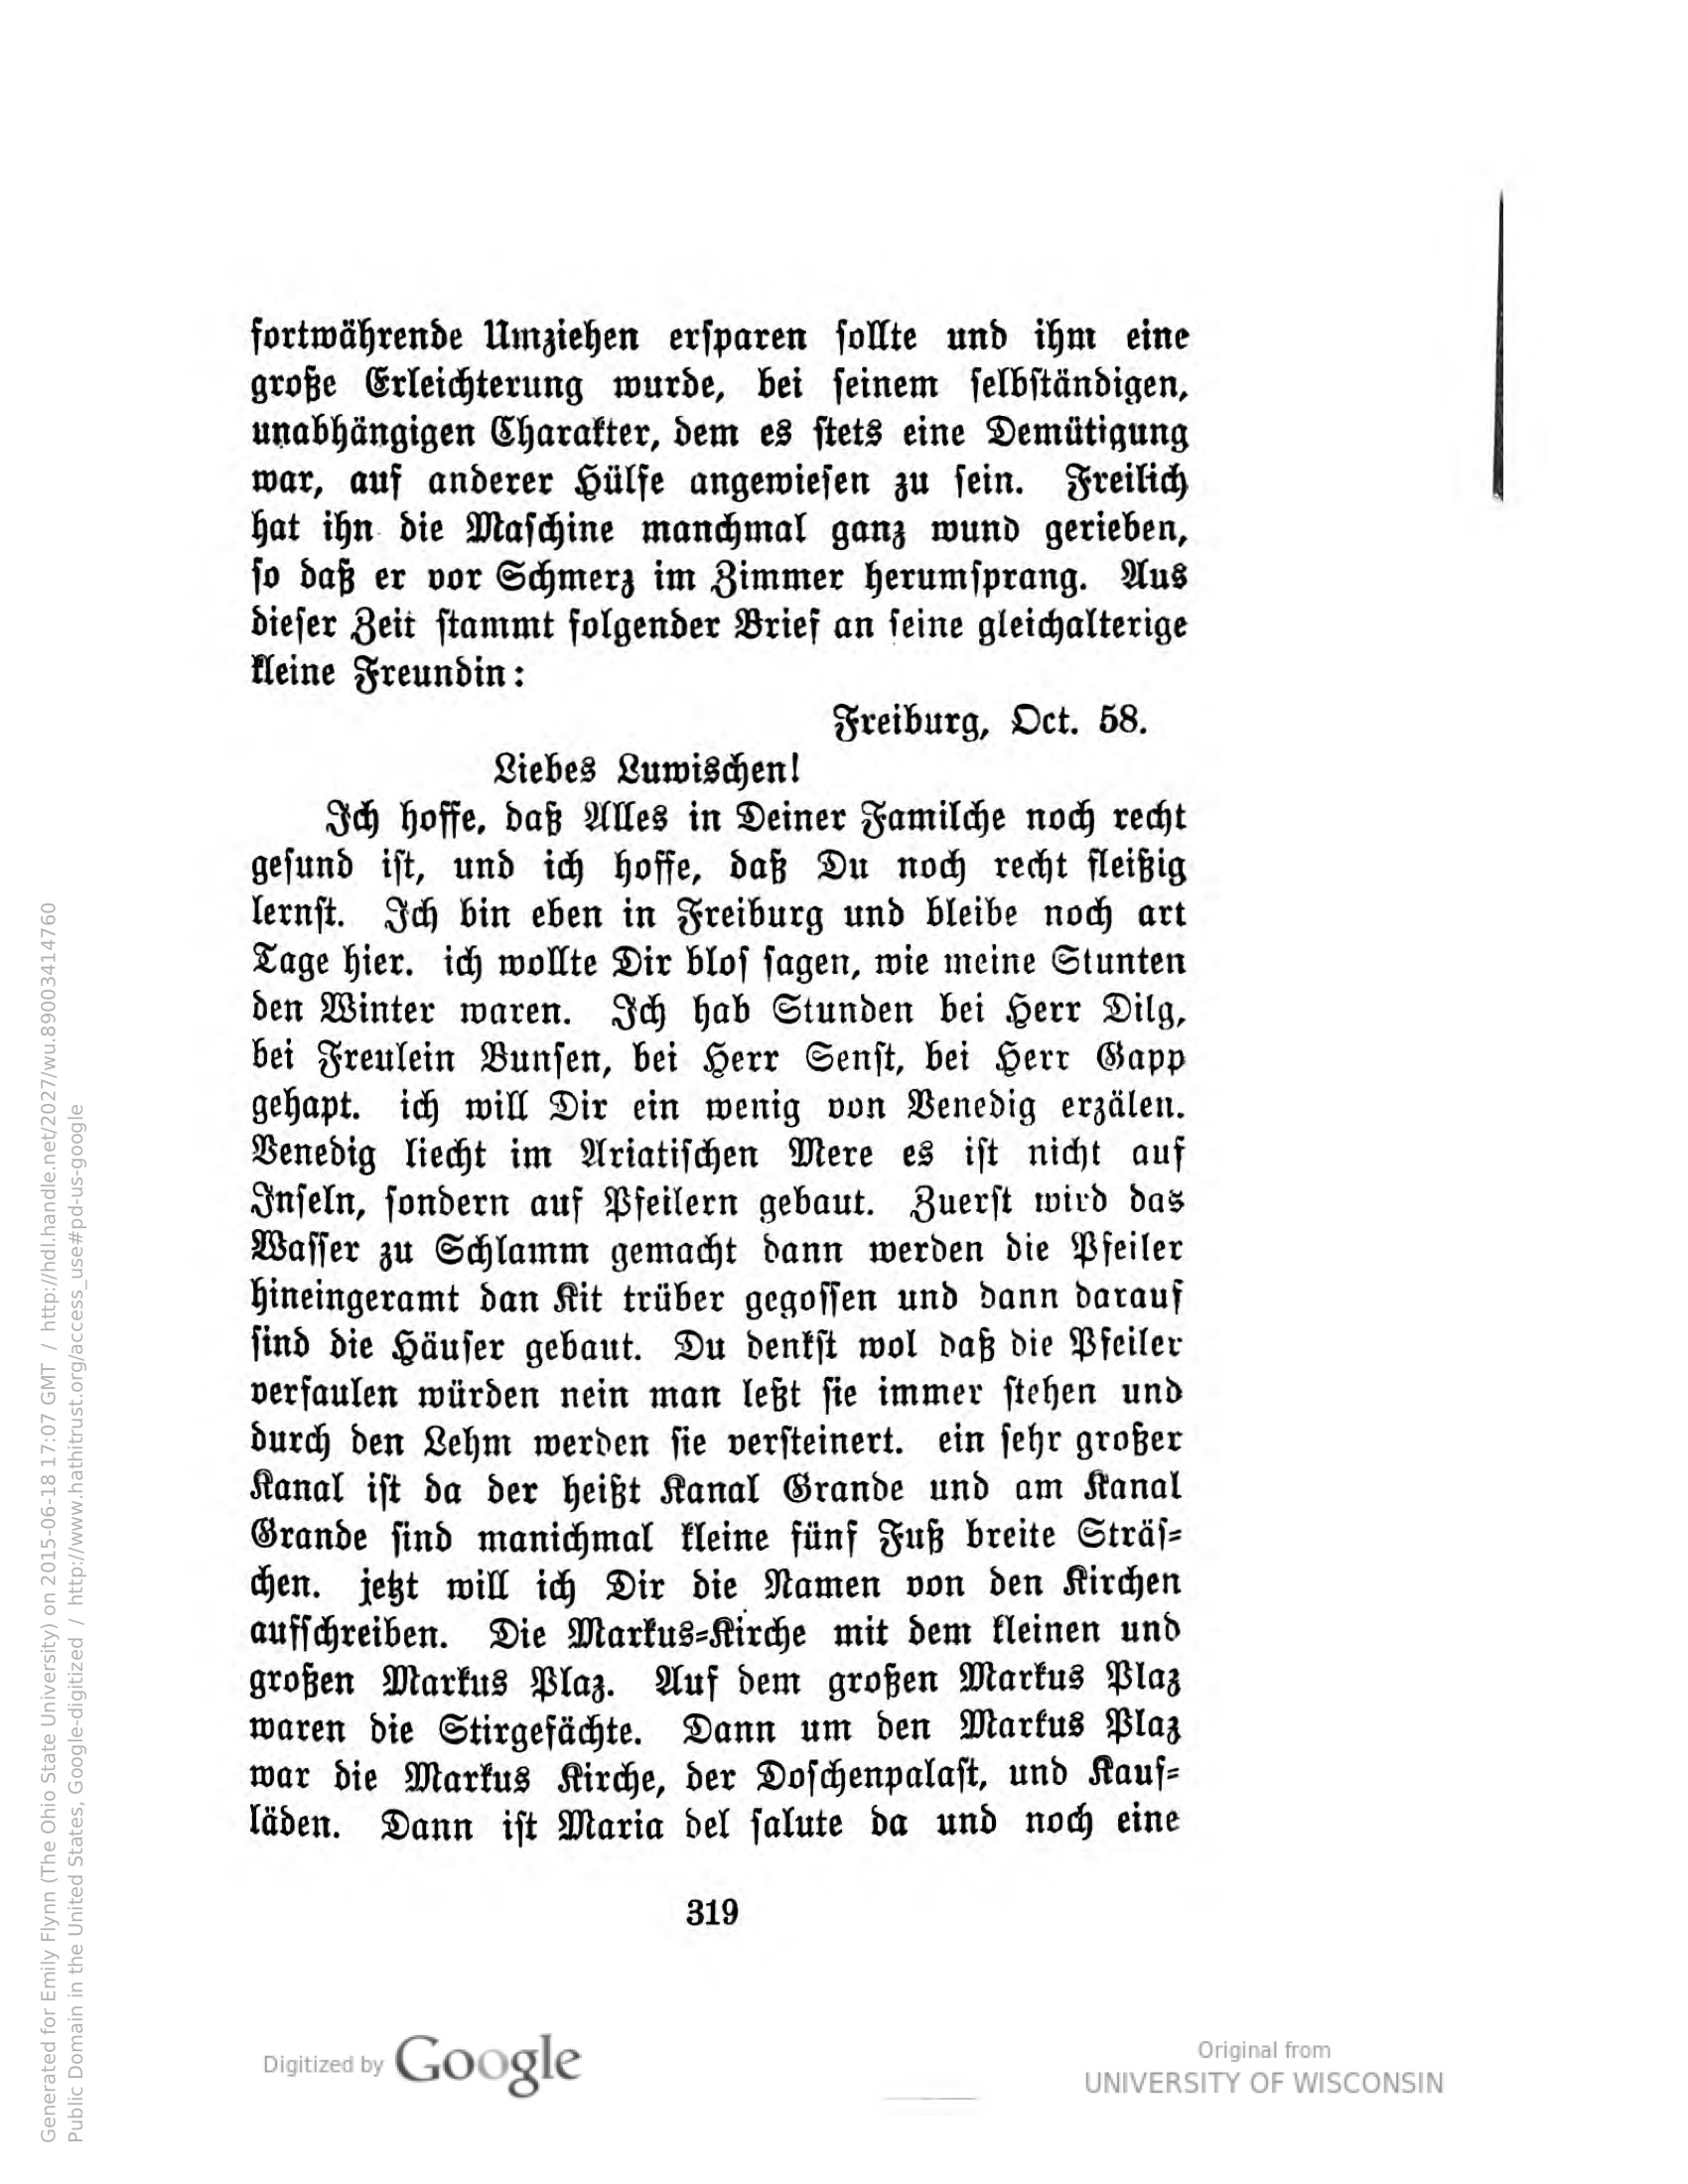 fortwährende Umziehen erſparen ſollte und ihm eine
große Erleichterung wurde, bei ſeinem ſelbſtändigen,
unabhängigen Charakter, dem es ſtets eine Demütigung
war, auf anderer Hülfe angewieſen zu ſein. Freilich
hat ihn die Maſchine manchmal ganz wund gerieben,
ſo daß er vor Schmerz im Zimmer herumſprang. Aus
dieſer Zeit ſtammt folgender Brief an ſeine gleichalterige
kleine Freundin:
Freiburg, Oct. 58.
Liebes Luwischen!
Ich hoffe, daß Alles in Deiner Familche noch recht
geſund iſt, und ich hoffe, daß Du noch recht fleißig
lernſt. Ich bin eben in Freiburg und bleibe noch art
Tage hier. ich wollte Dir bloſ ſagen, wie meine Stunten
den Winter waren. Ich hab Stunden bei Herr Dilg,
bei Freulein Bunſen, bei Herr Senft, bei Herr Gapp
gehapt. ich will Dir ein wenig von Venedig erzälen.
Venedig liecht im Ariatiſchen Mere es iſt nicht auf
Inſeln, ſondern auf Pfeilern gebaut. Zuerſt wird das
Waſſer zu Schlamm gemacht dann werden die Pfeiler
hineingeramt dan Kit trüber gegoſſen und dann darauf
ſind die Häuſer gebaut. Du denkſt wol daß die Pfeiler
verfaulen würden nein man leßt ſie immer ſtehen und
durch den Lehm werden ſie verſteinert. ein ſehr großer
Kanal iſt da der heißt Kanal Grande und am Kanal
Grande ſind manichmal kleine fünf Fuß breite Sträſ-
chen. jetzt will ich Dir die Namen von den Kirchen
aufſchreiben. Die Markus-Kirche mit dem kleinen und
großen Markus Plaz. Auf dem großen Markus Plaz
waren die Stirgefächte. Dann um den Markus Plaz
war die Markus Kirche, der Doſchenpalaſt, und Kauf-
läden. Dann iſt Maria del ſalute da und noch eine
319
Digitized by Google
Original from
UNIVERSITY OF WISCONSIN
Generated for Emily Flynn (The Ohio State University) on 2015-06-18 17:07 GMT / http://hdl.handle.net/2027/wu.89003414760
Public Domain in the United States, Google-digitized / http://www.hathitrust.org/access_use#pd-us-google